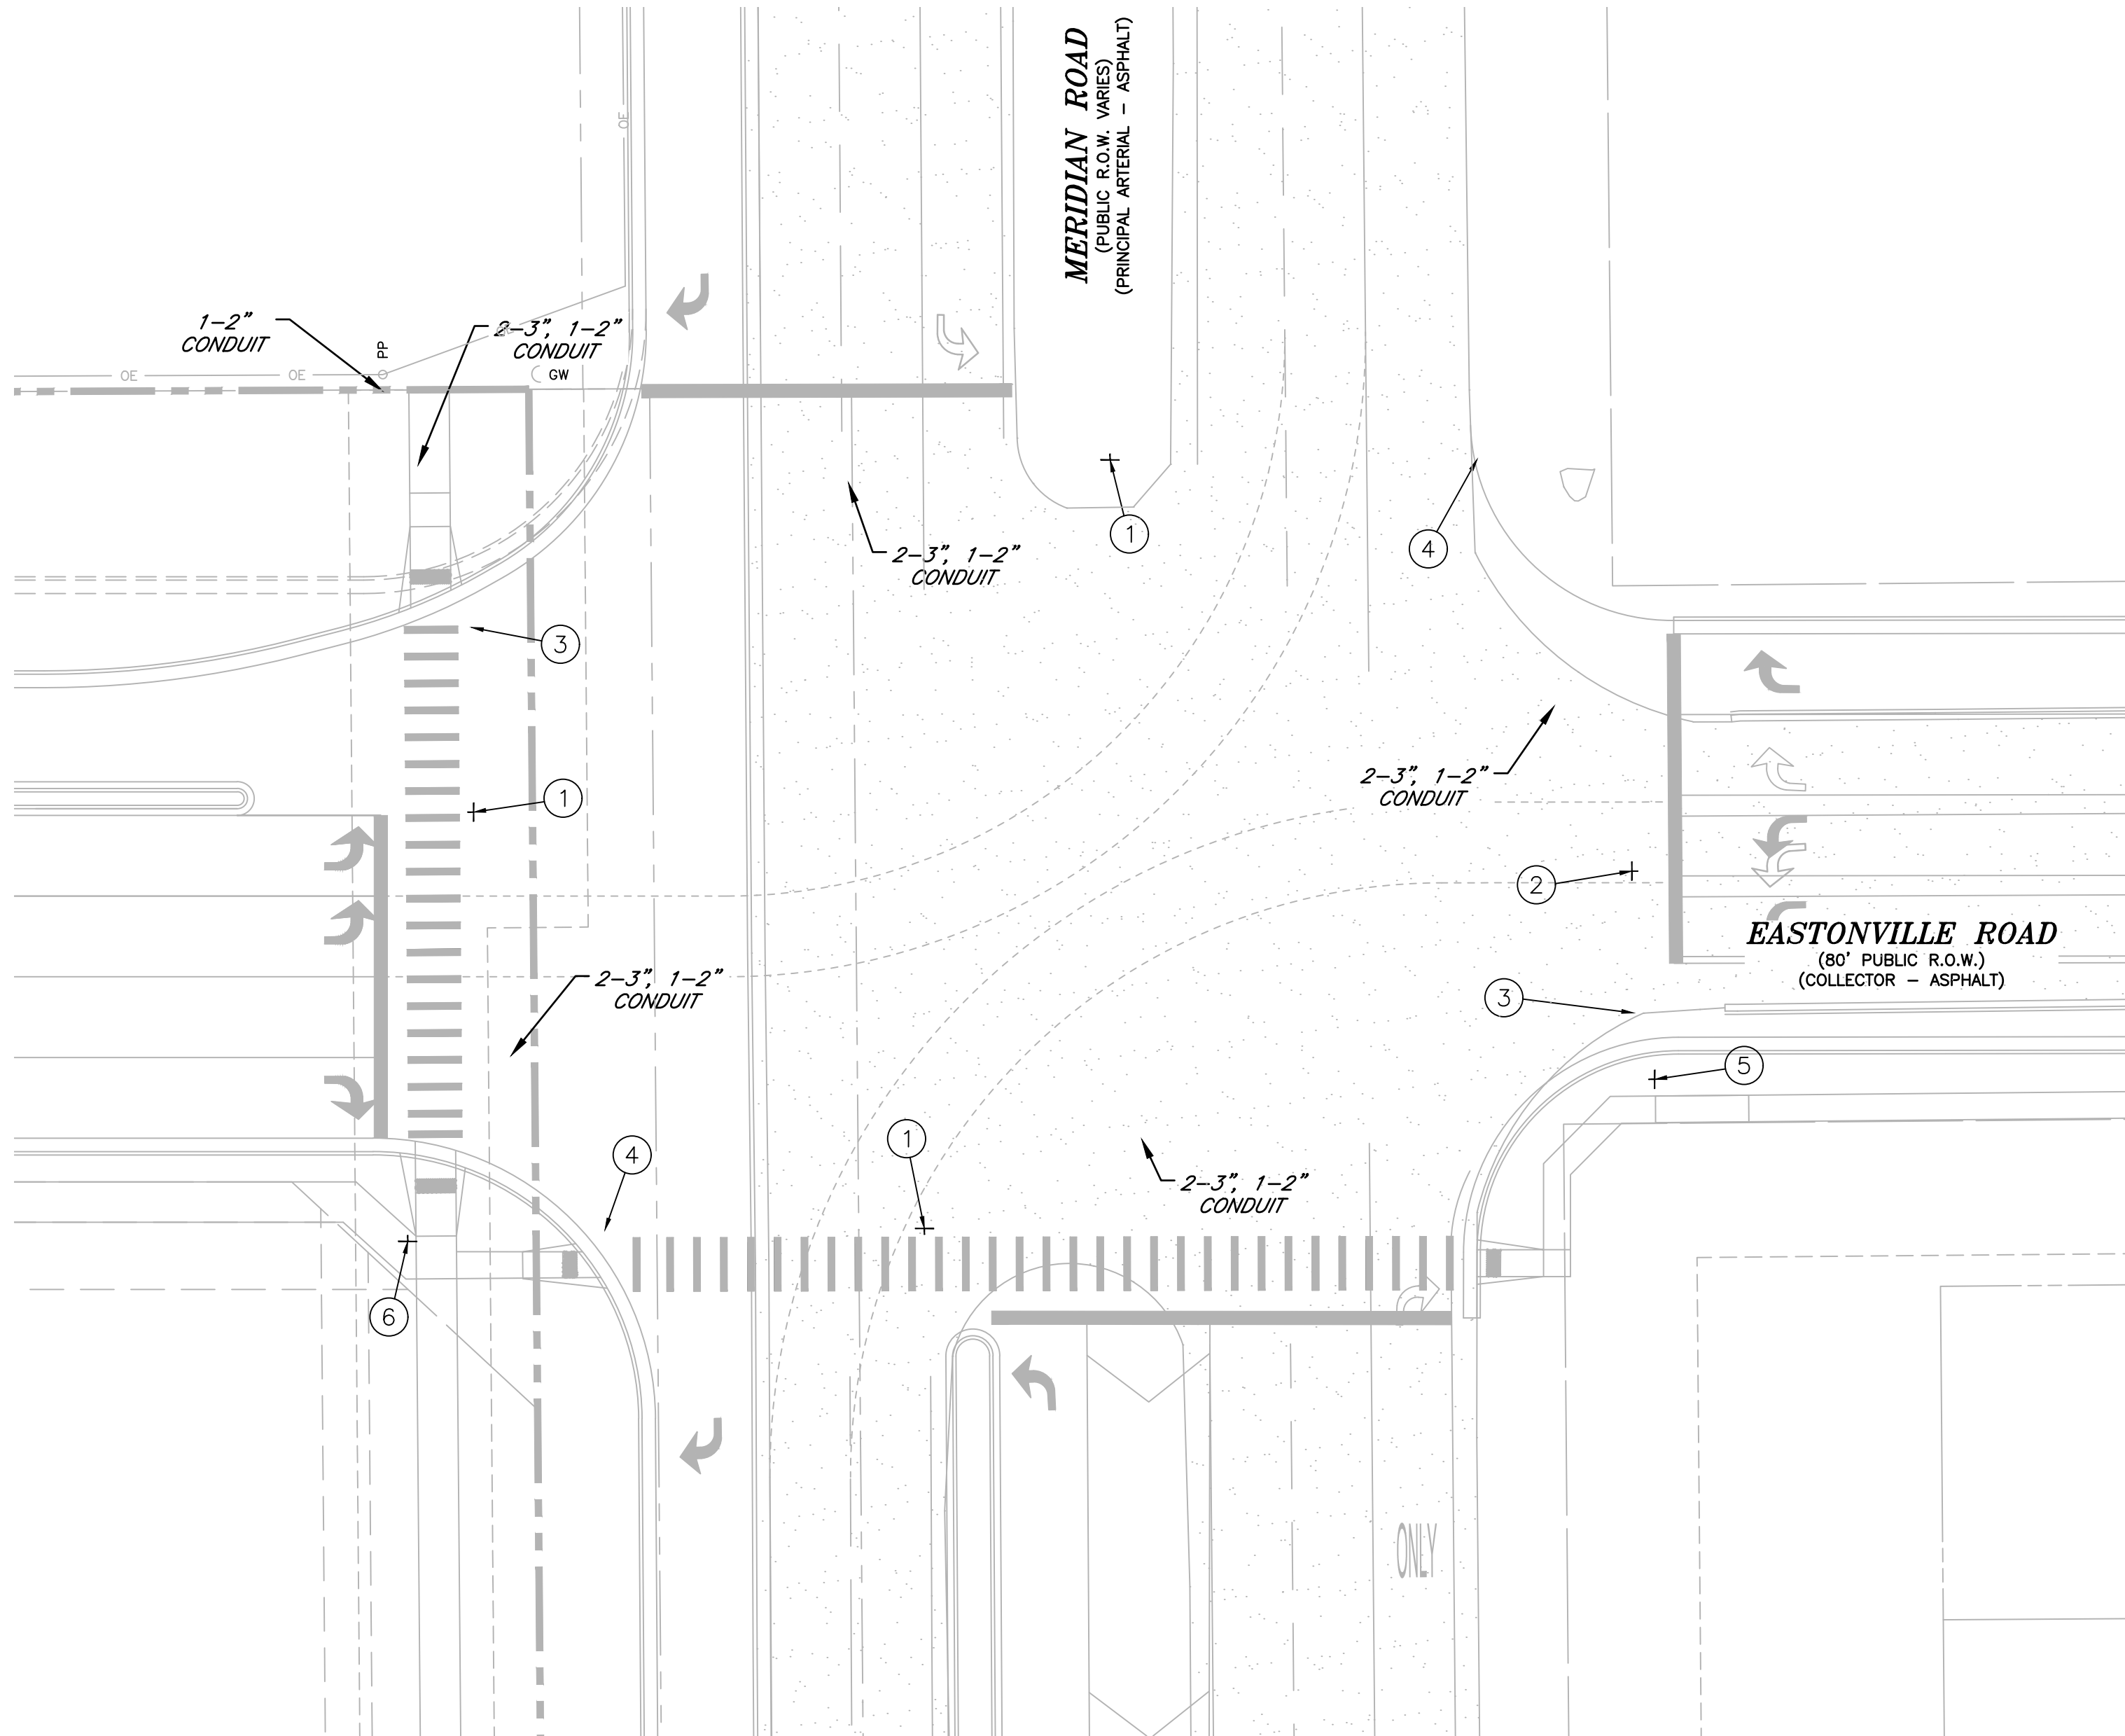 MERIDIAN ROAD
(PUBLIC R.O.W. VARIES)
(PRINCIPAL ARTERIAL – ASPHALT)
OE
1–2"
CONDUIT
PP
2–3", 1–2"
CONDUIT
OE
OE
OE
GW
1
4
2–3", 1–2"
CONDUIT
3
2–3", 1–2"
CONDUIT
1
2
EASTONVILLE ROAD
(80' PUBLIC R.O.W.)
(COLLECTOR – ASPHALT)
2–3", 1–2"
CONDUIT
3
5
1
4
2–3", 1–2"
CONDUIT
6
ONLY